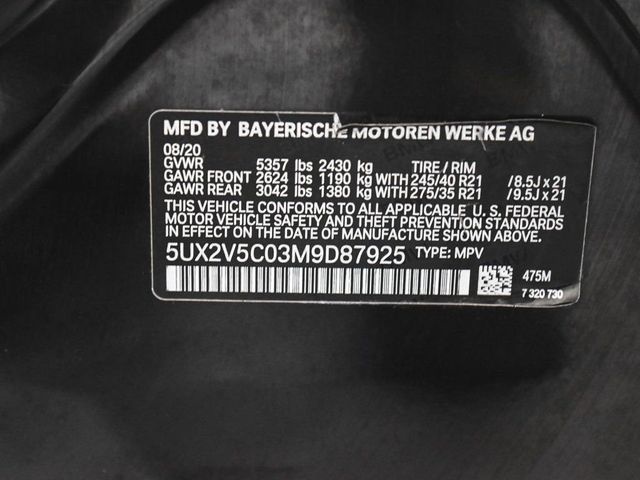 MFD BY BAYERISCHE MOTOREN WERKE AG
08/20
GVWR 5357 lbs 2430 kg TIRE / RIM
GAWR FRONT 2624 lbs 1190 kg WITH 245/40 R21 /8.5J x 21
GAWR REAR 3042 lbs 1380 kg WITH 275/35 R21 /9.5J x 21
THIS VEHICLE CONFORMS TO ALL APPLICABLE U. S. FEDERAL
MOTOR VEHICLE SAFETY AND THEFT PREVENTION STANDARDS
IN EFFECT ON THE DATE OF MANUFACTURE SHOWN ABOVE.
5UX2V5C03M9D87925 TYPE: MPV
475M
7 320 730